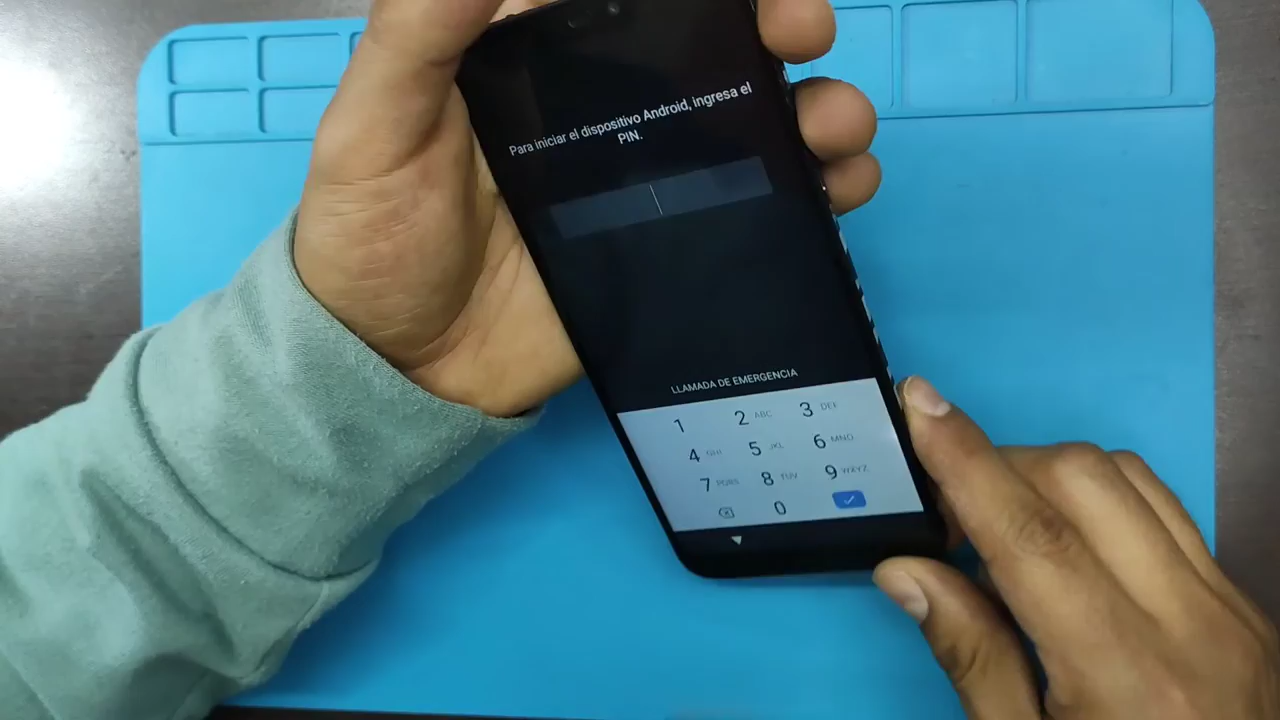 Para iniciar el dispositivo Android, ingresa el
PIN.
LLAMADA DE EMERGENCIA
1 2 ABC 3 DEF
4 GHI 5 JKL 6 MNO
7 PQRS 8 TUV 9 WXYZ
0